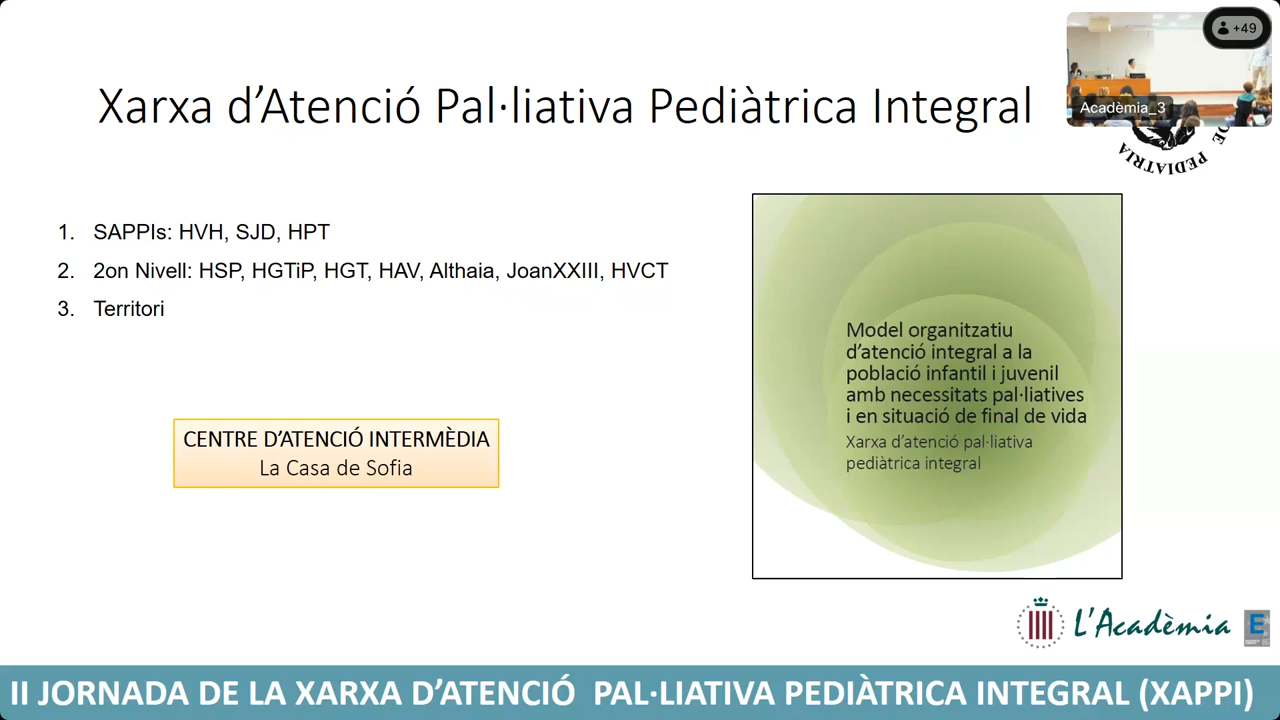 Xarxa d'Atenció Pal·liativa Pediàtrica Integral
+49
Acadèmia_3
DE PEDIATRIA
1. SAPPIs: HVH, SJD, HPT
2. 2on Nivell: HSP, HGTiP, HGT, HAV, Althaia, JoanXXIII, HVCT
3. Territori
CENTRE D'ATENCIÓ INTERMÈDIA
La Casa de Sofia
Model organitzatiu
d'atenció integral a la
població infantil i juvenil
amb necessitats pal·liatives
i en situació de final de vida
Xarxa d'atenció pal·liativa
pediàtrica integral
L'Acadèmia
E
II JORNADA DE LA XARXA D'ATENCIÓ  PAL·LIATIVA PEDIÀTRICA INTEGRAL (XAPPI)